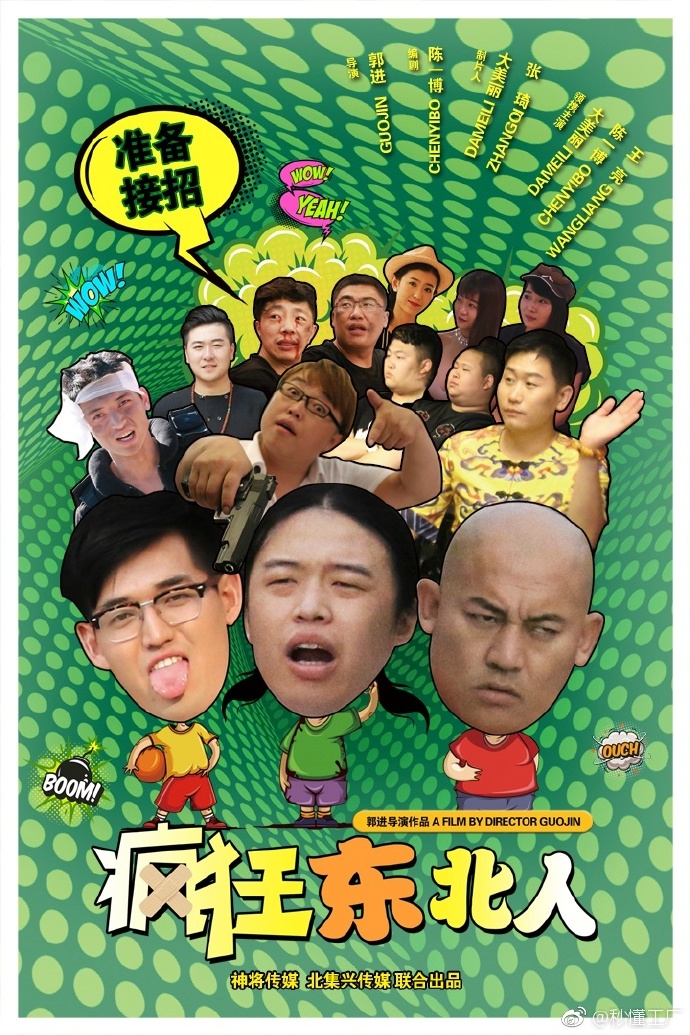 导演
郭进
GUOJIN
编剧
陈一博
CHENYIBO
制片人
大美丽
DAMEILI
张琦
ZHANGQI
领携主演
大美丽
DAMEILI
陈一博
CHENYIBO
王亮
WANGLIANG
准备
接招
WOW!
YEAH!
WOW!
BOOM!
OUCH
郭进导演作品 A FILM BY DIRECTOR GUOJIN
疯狂东北人
神将传媒 北集兴传媒 联合出品
@秒懂工厂